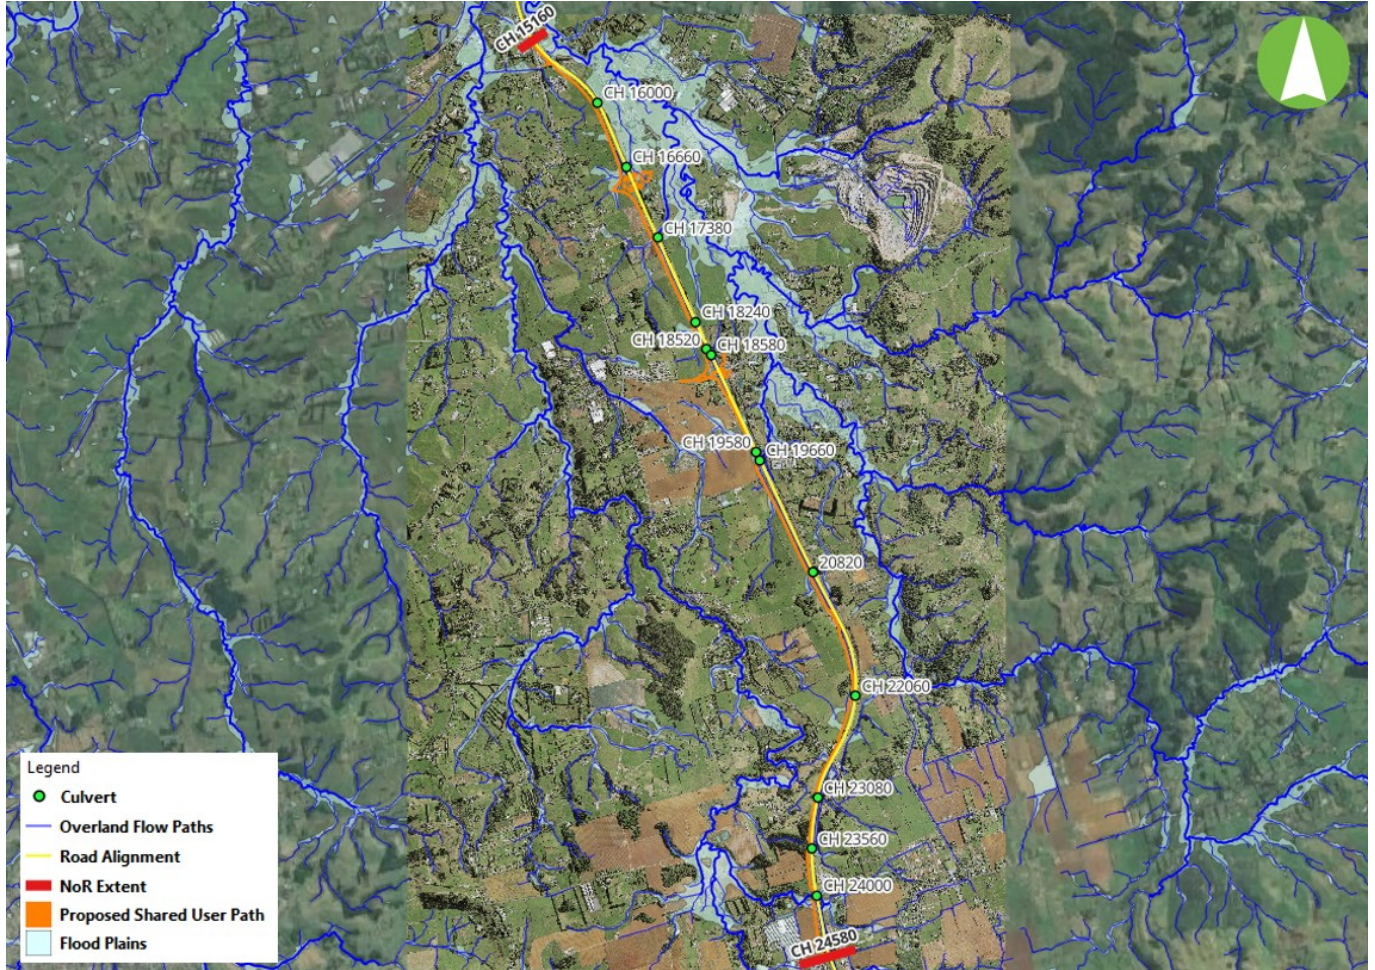 CH 15160
CH 16000
CH 16660
CH 17380
CH 18240
CH 18520
CH 18580
CH 19580
CH 19660
20820
CH 22060
CH 23080
CH 23560
CH 24000
CH 24580
Legend
Culvert
Overland Flow Paths
Road Alignment
NoR Extent
Proposed Shared User Path
Flood Plains